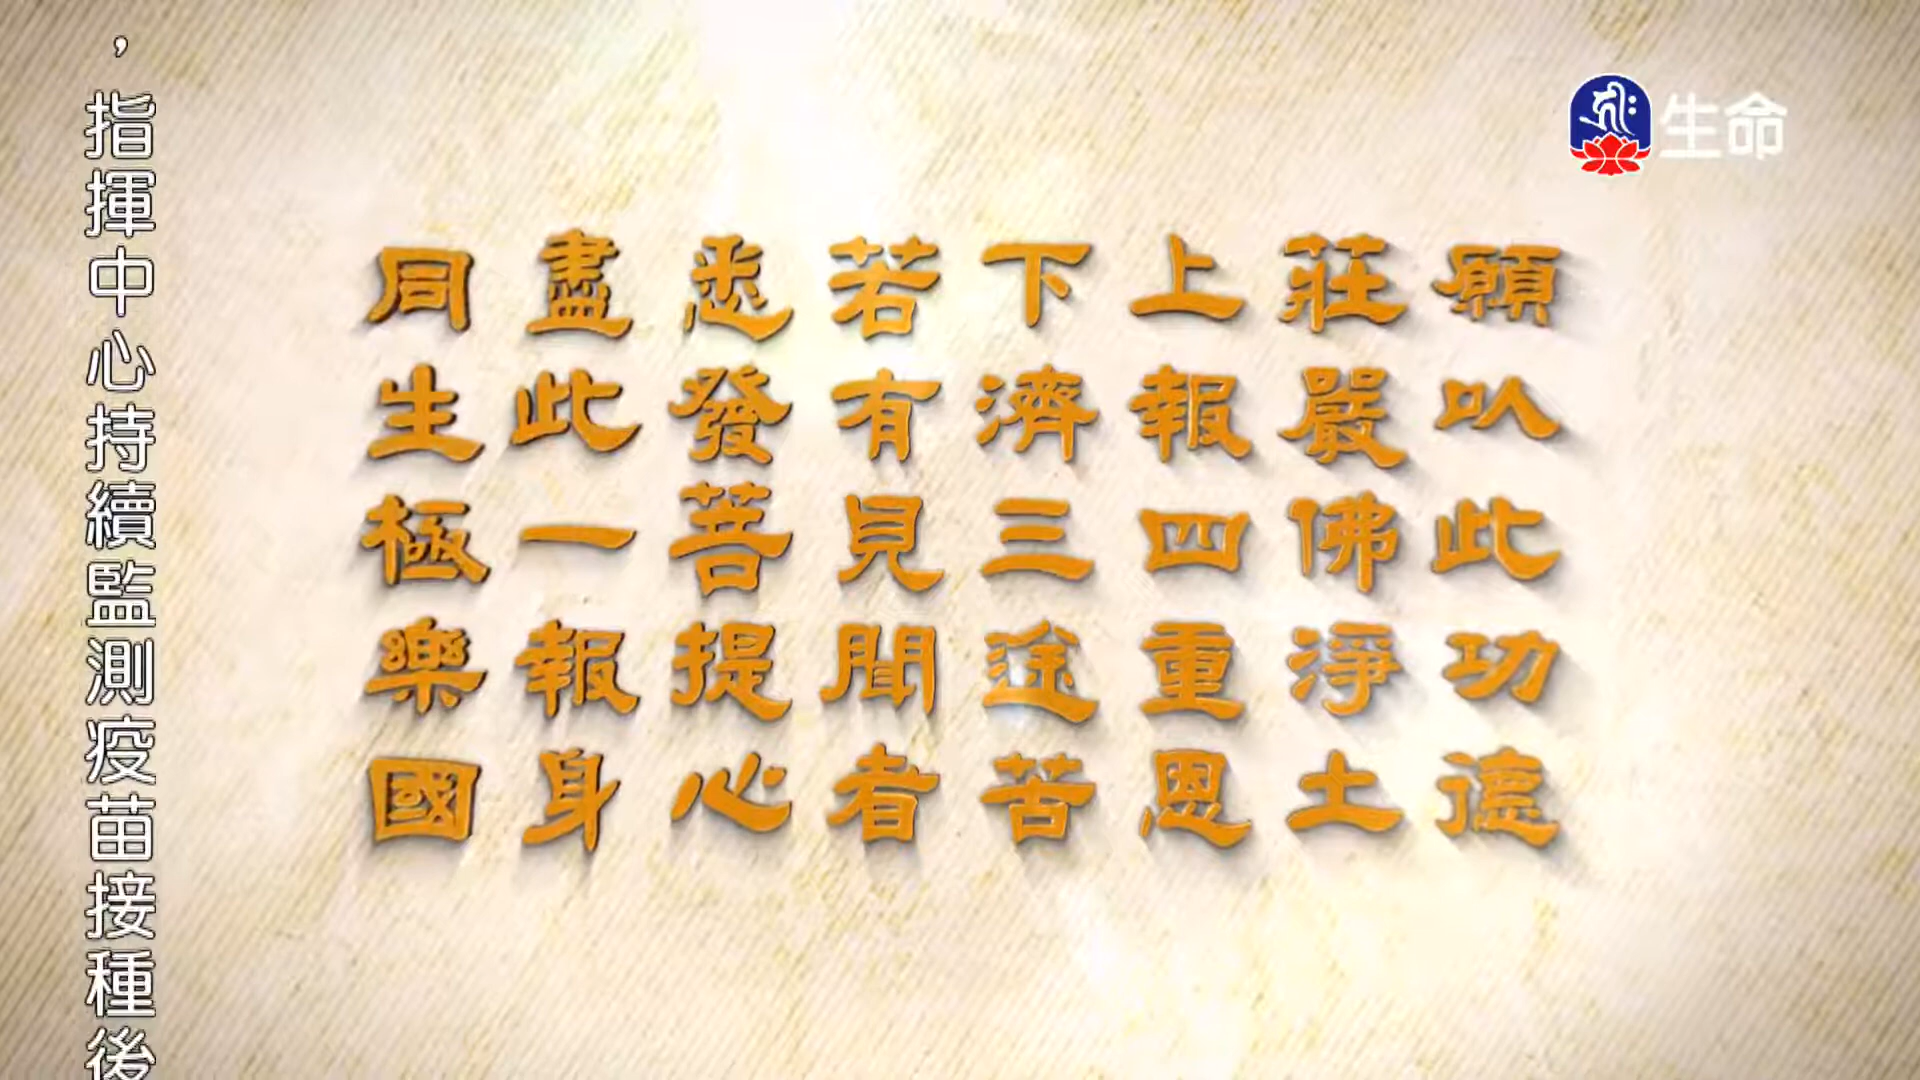 願以此功德
莊嚴佛淨土
上報四重恩
下濟三途苦
若有見聞者
悉發菩提心
盡此一報身
同生極樂國
，指揮中心持續監測疫苗接種後
生命